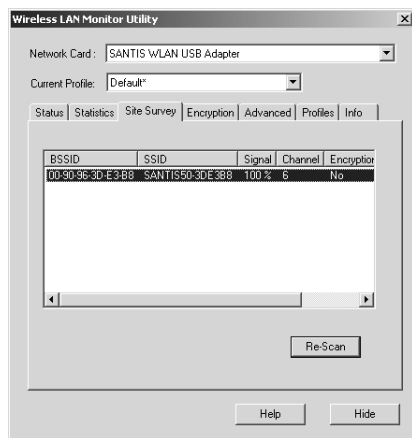 Wireless LAN Monitor Utility
Network Card : SANTIS WLAN USB Adapter
Current Profile: Default*
Status Statistics Site Survey Encryption Advanced Profiles Info
BSSID SSID Signal Channel Encryption
00-90-96-3D-E3-B8 SANTIS50-3DE3B8 100 % 6 No
Re-Scan
Help Hide